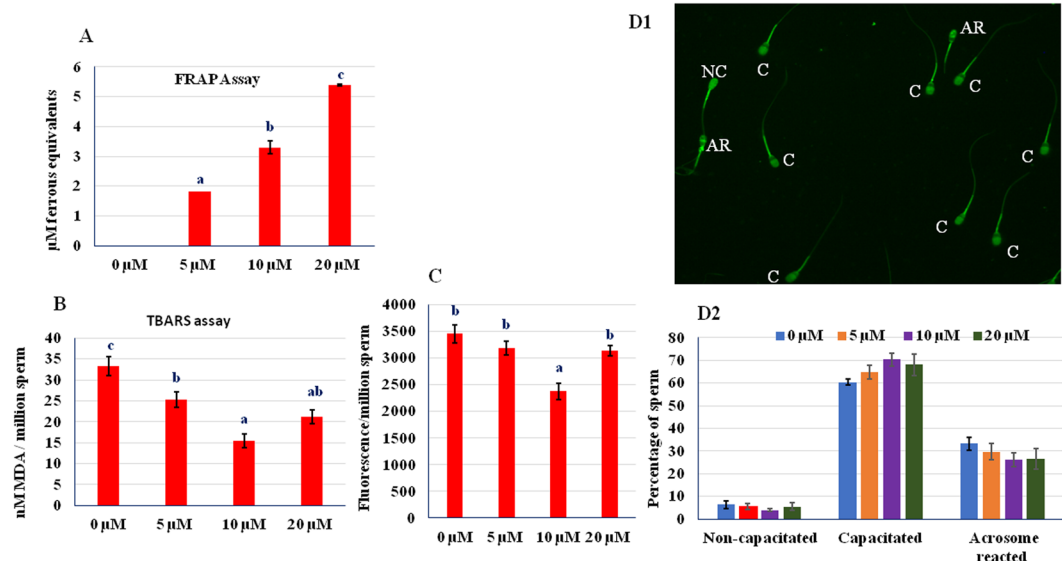 A
FRAP Assay
µM ferrous equivalents
6
5
4
3
2
1
0
a
b
c
0 µM 5 µM 10 µM 20 µM
B
TBARS assay
nM MDA / million sperm
40
35
30
25
20
15
10
5
0
c
b
a
ab
0 µM 5 µM 10 µM 20 µM
C
Fluorescence/million sperm
4000
3500
3000
2500
2000
1500
1000
500
0
b
b
a
b
0 µM 5 µM 10 µM 20 µM
D1
C
AR
NC
C
C
AR
C
C
C
C
C
D2
0 µM 5 µM 10 µM 20 µM
Percentage of sperm
80
70
60
50
40
30
20
10
0
Non-capacitated Capacitated Acrosome
reacted